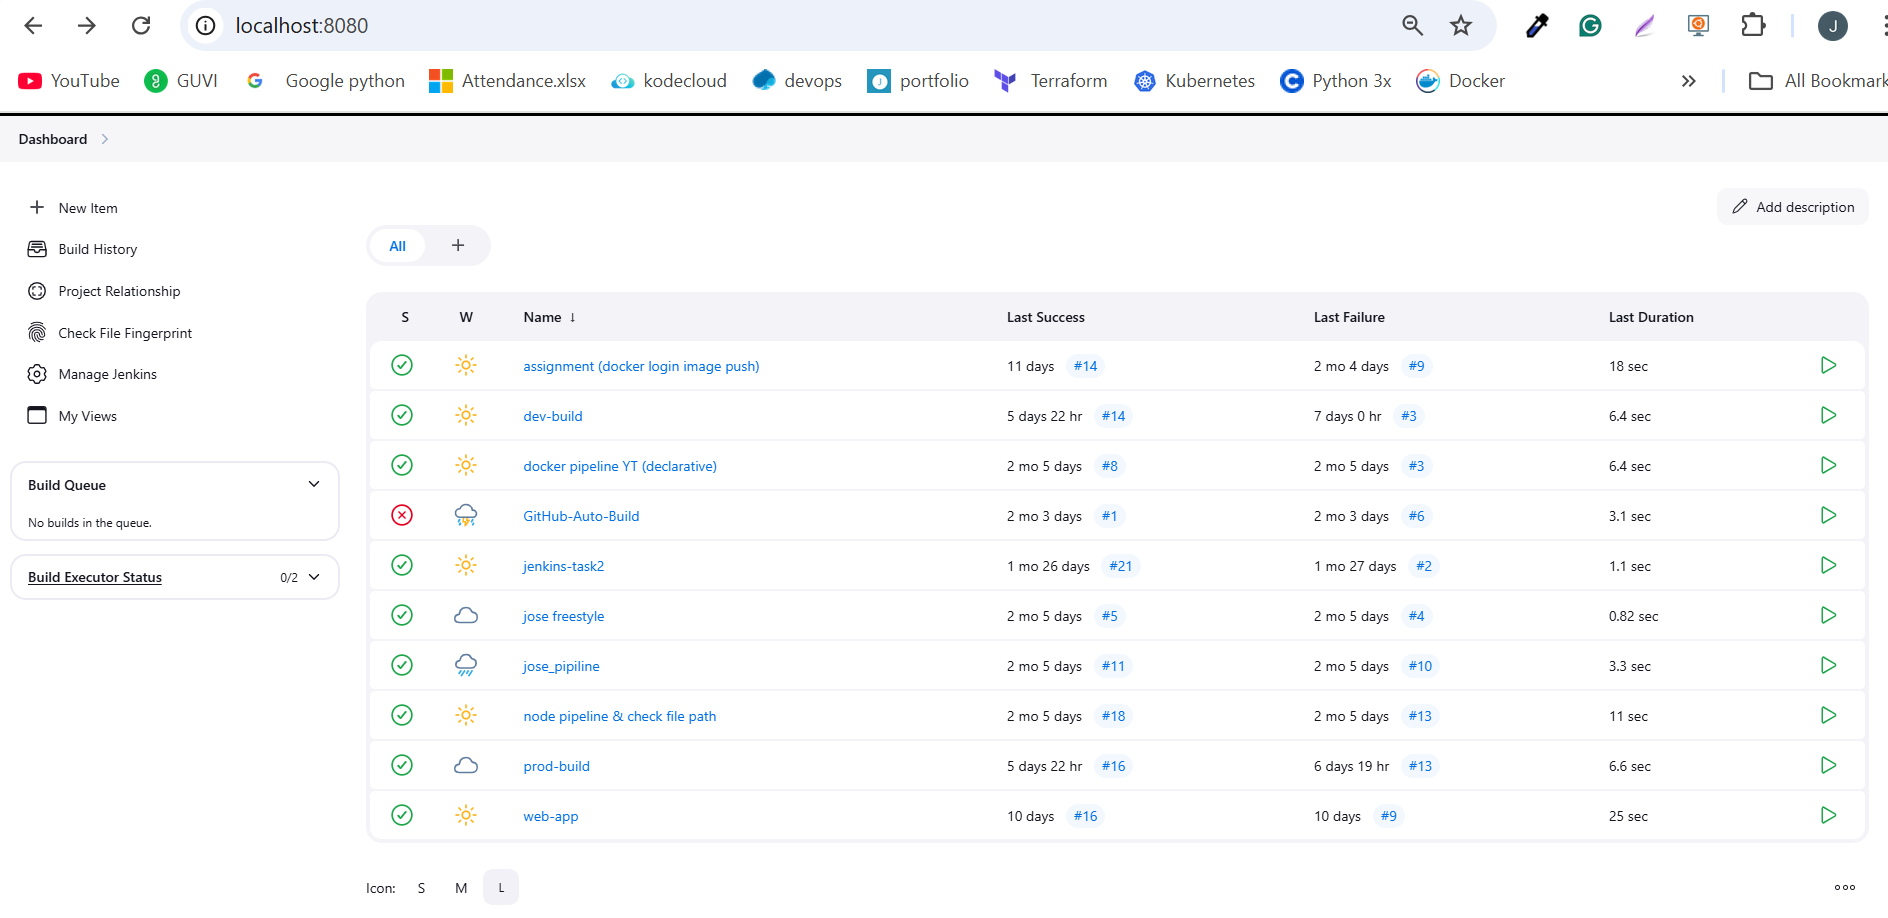 localhost:8080
J
YouTube GUVI Google python Attendance.xlsx kodecloud devops portfolio Terraform Kubernetes Python 3x Docker » All Bookmark
Dashboard
New Item
Build History
Project Relationship
Check File Fingerprint
Manage Jenkins
My Views
Build Queue
No builds in the queue.
Build Executor Status 0/2
Add description
All +
S W Name ↓ Last Success Last Failure Last Duration
assignment (docker login image push) 11 days #14 2 mo 4 days #9 18 sec
dev-build 5 days 22 hr #14 7 days 0 hr #3 6.4 sec
docker pipeline YT (declarative) 2 mo 5 days #8 2 mo 5 days #3 6.4 sec
GitHub-Auto-Build 2 mo 3 days #1 2 mo 3 days #6 3.1 sec
jenkins-task2 1 mo 26 days #21 1 mo 27 days #2 1.1 sec
jose freestyle 2 mo 5 days #5 2 mo 5 days #4 0.82 sec
jose_pipiline 2 mo 5 days #11 2 mo 5 days #10 3.3 sec
node pipeline & check file path 2 mo 5 days #18 2 mo 5 days #13 11 sec
prod-build 5 days 22 hr #16 6 days 19 hr #13 6.6 sec
web-app 10 days #16 10 days #9 25 sec
Icon: S M L